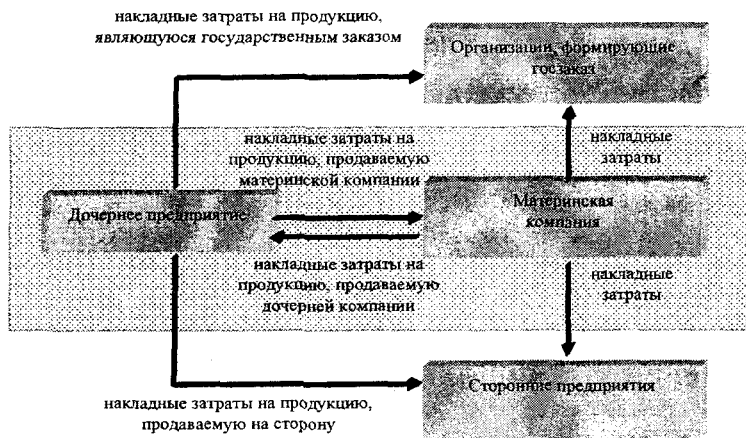 накладные затраты на продукцию,
являющуюся государственным заказом
Организации, формирующие
госзаказ
накладные затраты на
продукцию, продаваемую
материнской компании
накладные
затраты
Дочернее предприятие
Материнская
компания
накладные затраты на
продукцию, продаваемую
дочерней компании
накладные
затраты
Сторонние предприятия
накладные затраты на продукцию,
продаваемую на сторону